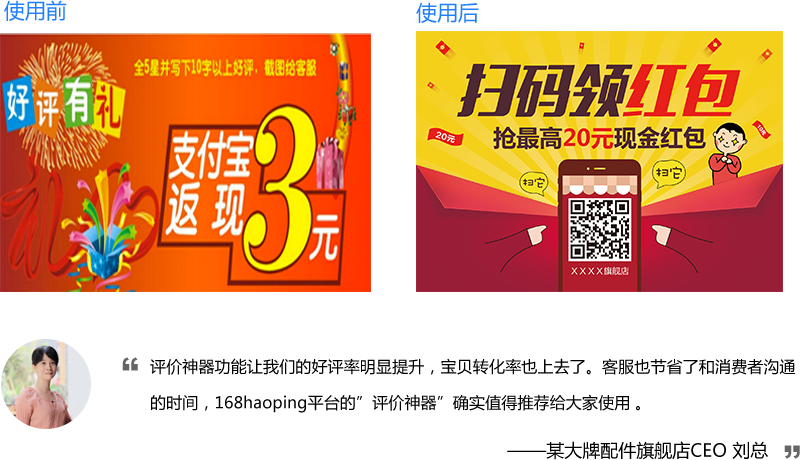 使用前
使用后
全5星并写下10字以上好评，截图给客服
好评有礼
支付宝
返现3元
扫码领红包
抢最高20元现金红包
20元
扫它
扫它
XXXX旗舰店
评价神器功能让我们的好评率明显提升，宝贝转化率也上去了。客服也节省了和消费者沟通
的时间，168haoping平台的”评价神器”确实值得推荐给大家使用 。
——某大牌配件旗舰店CEO 刘总